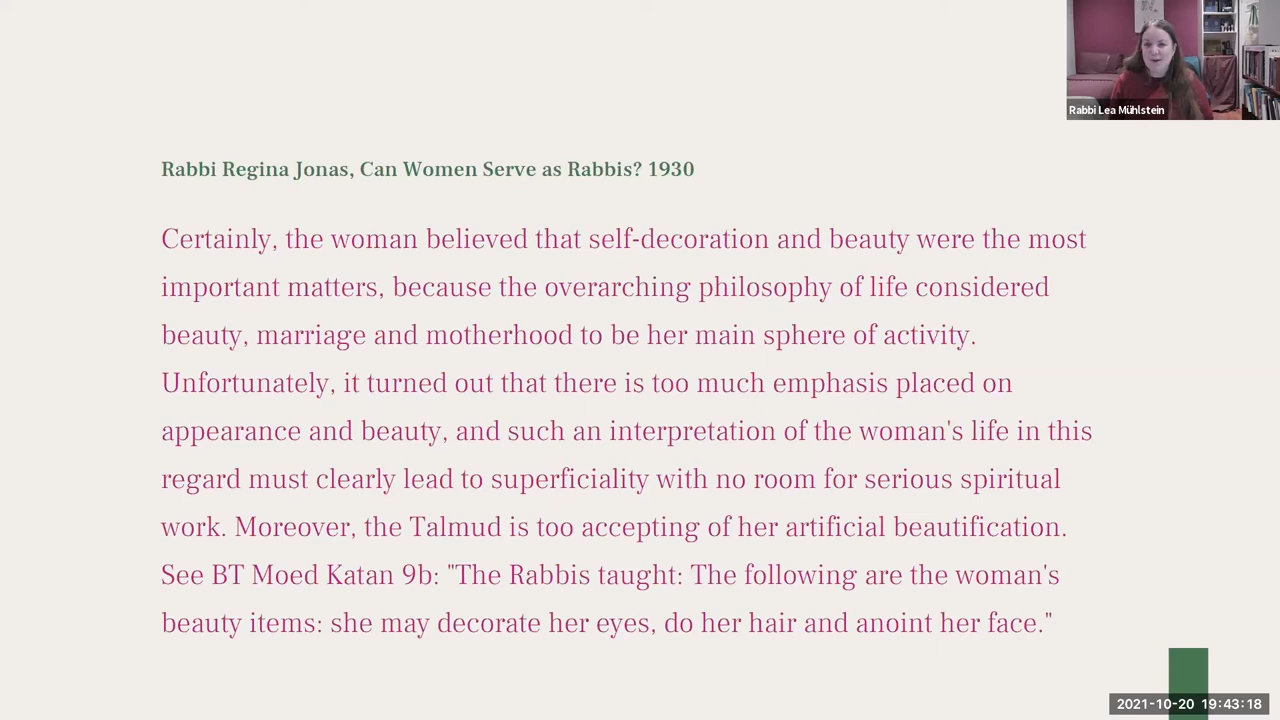 Rabbi Lea Mühlstein
Rabbi Regina Jonas, Can Women Serve as Rabbis? 1930
Certainly, the woman believed that self-decoration and beauty were the most
important matters, because the overarching philosophy of life considered
beauty, marriage and motherhood to be her main sphere of activity.
Unfortunately, it turned out that there is too much emphasis placed on
appearance and beauty, and such an interpretation of the woman's life in this
regard must clearly lead to superficiality with no room for serious spiritual
work. Moreover, the Talmud is too accepting of her artificial beautification.
See BT Moed Katan 9b: "The Rabbis taught: The following are the woman's
beauty items: she may decorate her eyes, do her hair and anoint her face."
2021-10-20 19:43:18